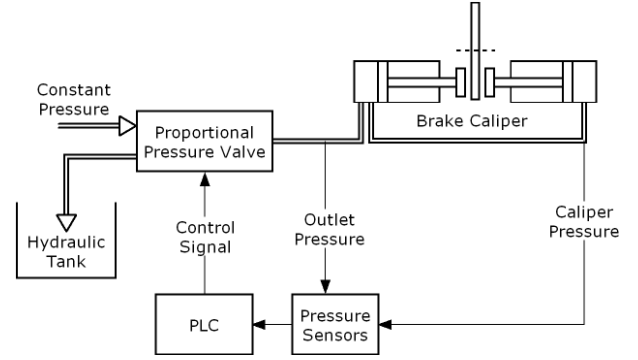 Constant
Pressure
Proportional
Pressure Valve
Brake Caliper
Hydraulic
Tank
Control
Signal
Outlet
Pressure
Caliper
Pressure
PLC
Pressure
Sensors